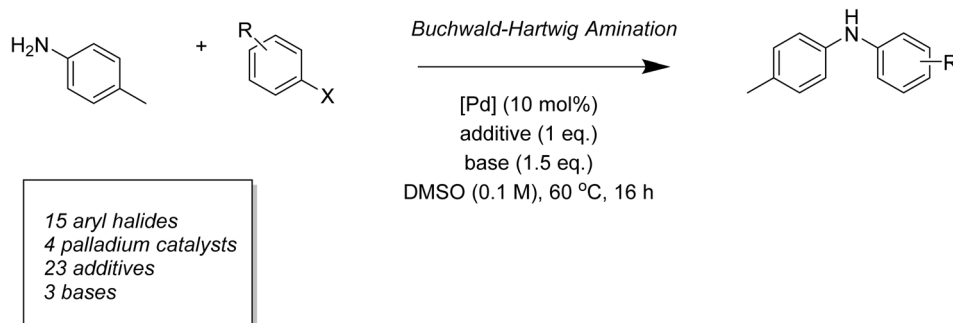 H₂N
+
R
X
Buchwald-Hartwig Amination
[Pd] (10 mol%)
additive (1 eq.)
base (1.5 eq.)
DMSO (0.1 M), 60 °C, 16 h
H
N
R
15 aryl halides
4 palladium catalysts
23 additives
3 bases